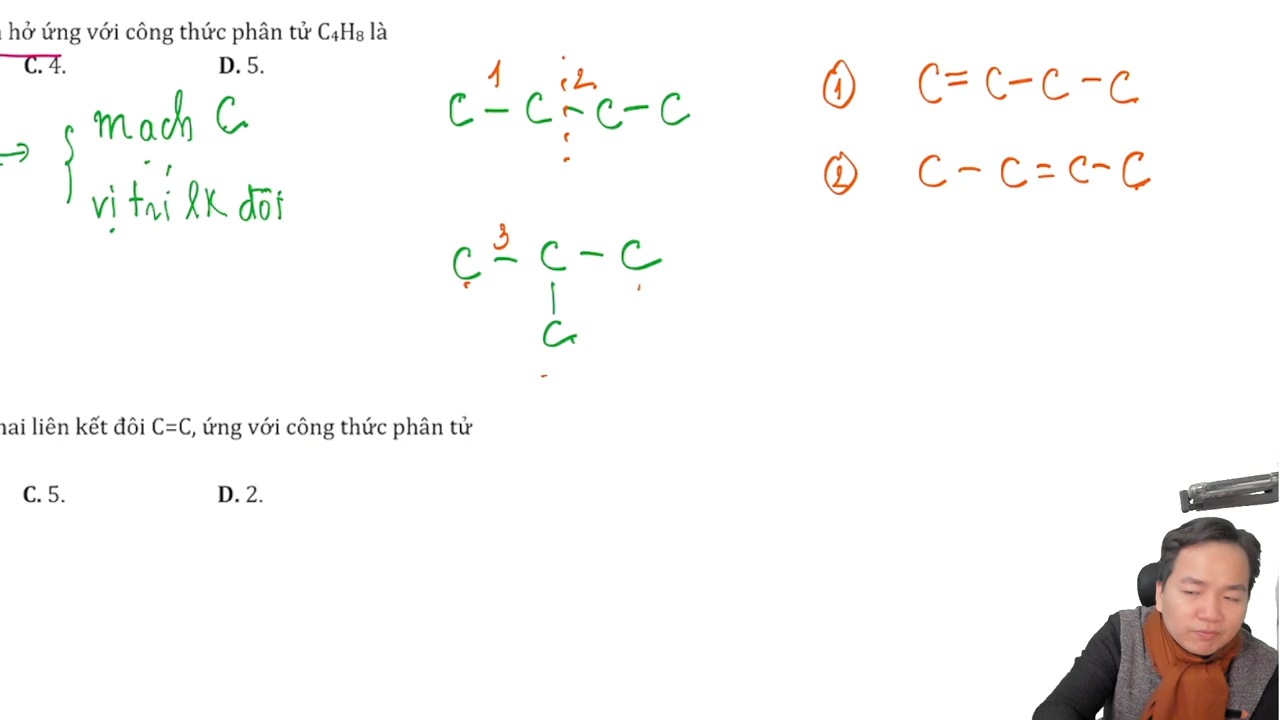 hở ứng với công thức phân tử C₄H₈ là
C. 4. D. 5.
→ { mạch C
vị trí lk đôi
1 2
C - C - C - C
3
C - C - C
|
C
① C = C - C - C
② C - C = C - C
hai liên kết đôi C=C, ứng với công thức phân tử
C. 5. D. 2.